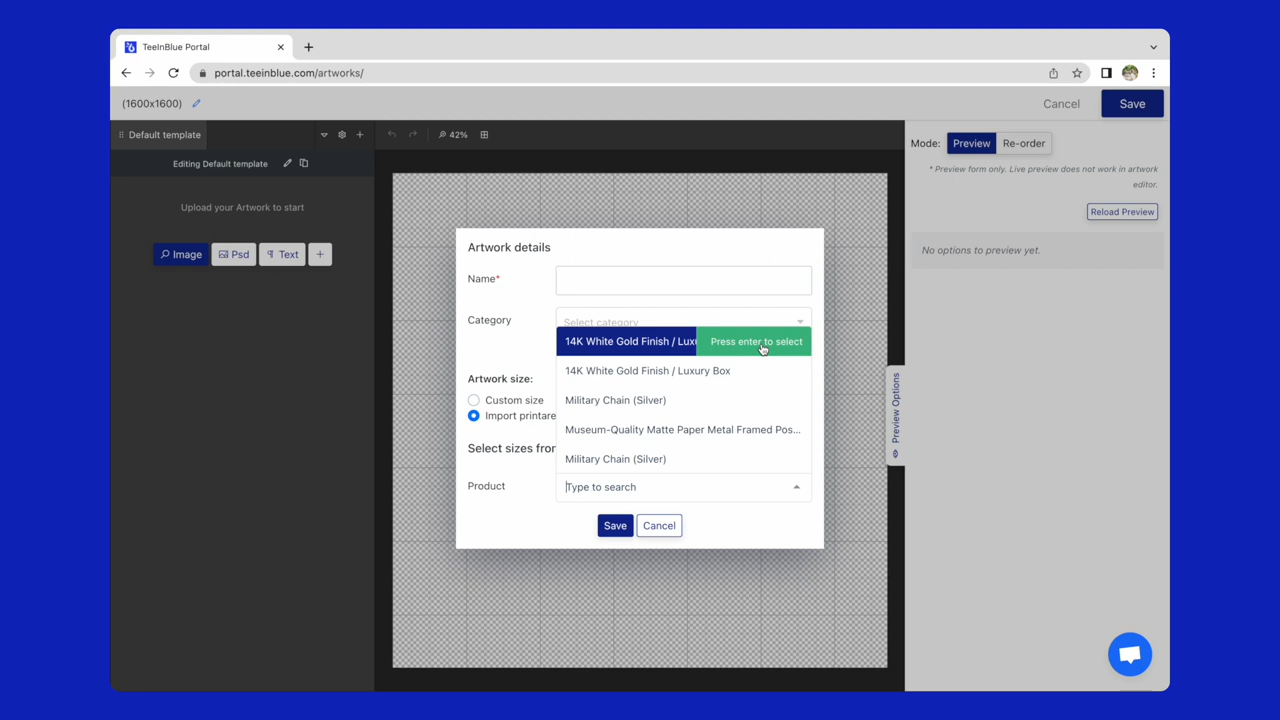 TeeInBlue Portal
portal.teeinblue.com/artworks/
(1600x1600)
Cancel
Save
Default template
42%
Mode:
Preview
Re-order
Editing Default template
* Preview form only. Live preview does not work in artwork
editor.
Upload your Artwork to start
Reload Preview
Image
Psd
Text
No options to preview yet.
Artwork details
Name*
Category
Select category
14K White Gold Finish / Luxu
Press enter to select
14K White Gold Finish / Luxury Box
Artwork size:
Custom size
Military Chain (Silver)
Import printare
Museum-Quality Matte Paper Metal Framed Pos...
Select sizes from
Military Chain (Silver)
Product
Type to search
Save
Cancel
Preview Options